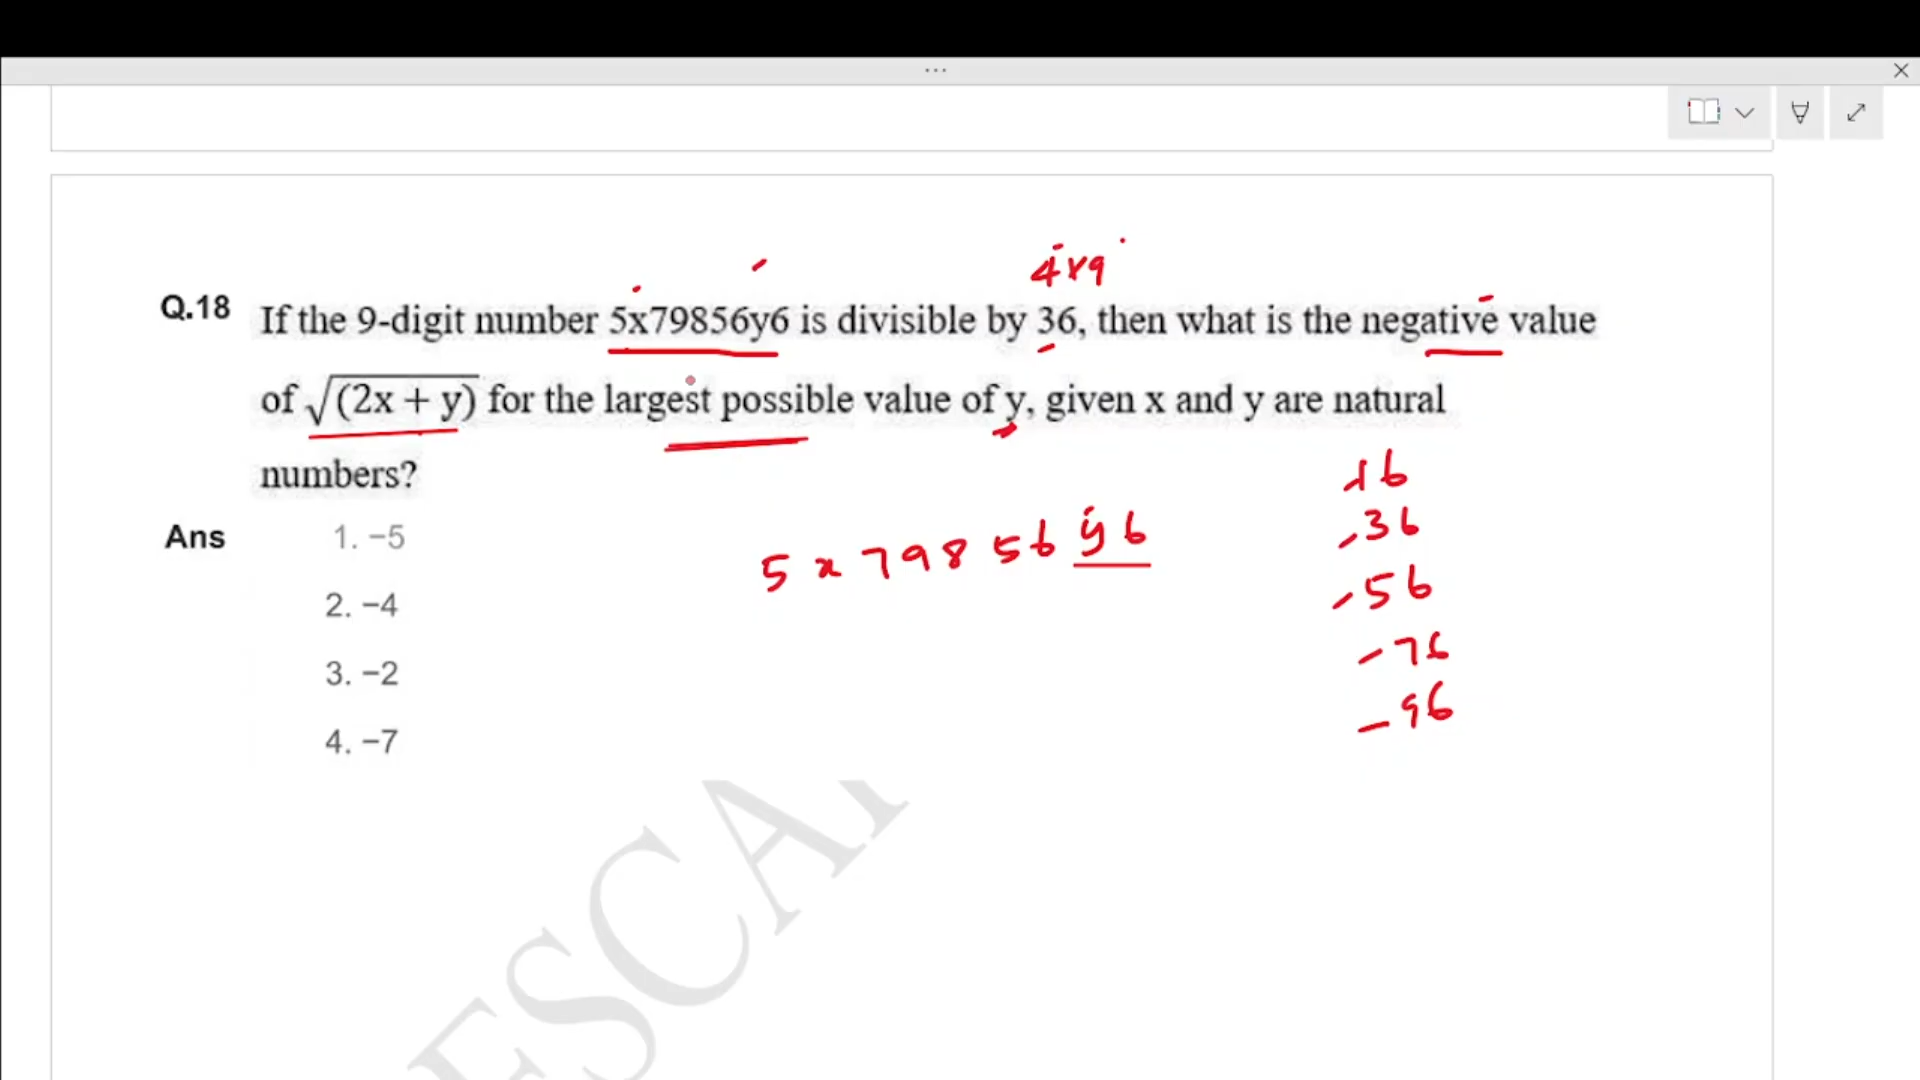 4x9
Q.18 If the 9-digit number 5x79856y6 is divisible by 36, then what is the negative value
of √(2x + y) for the largest possible value of y, given x and y are natural
numbers?
Ans 1. −5
2. −4
3. −2
4. −7
5 x 7 9 8 5 6 y 6
16
36
56
76
96
ESCA